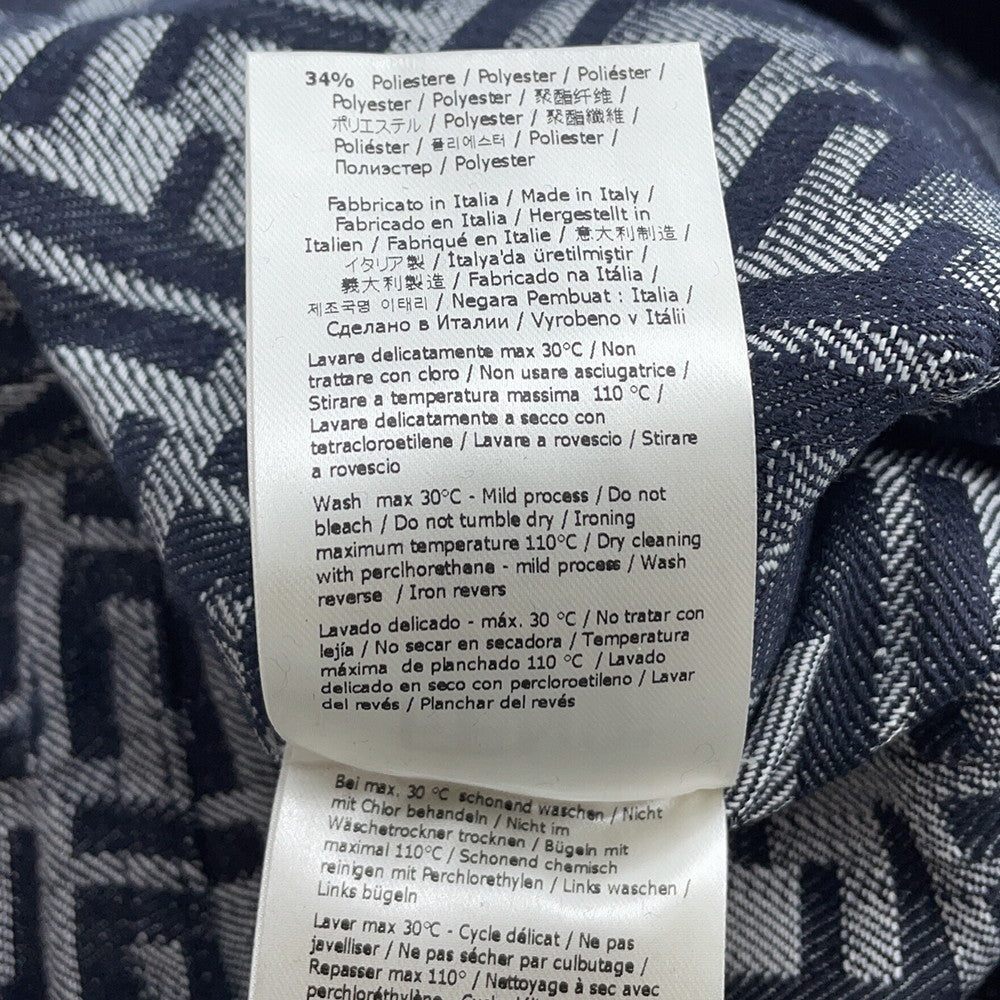 34% Poliestere / Polyester / Poliéster /
Polyester / Polyester / 聚酯纤维 /
ポリエステル / Polyester / 聚酯纖維 /
Poliéster / 폴리에스터 / Poliester /
Полиэстер / Polyester
Fabbricato in Italia / Made in Italy /
Fabricado en Italia / Hergestellt in
Italien / Fabriqué en Italie / 意大利制造 /
イタリア製 / İtalya'da üretilmiştir /
義大利製造 / Fabricado na Itália /
제조국명 이태리 / Negara Pembuat : Italia /
Сделано в Италии / Vyrobeno v Itálii
Lavare delicatamente max 30°C / Non
trattare con cloro / Non usare asciugatrice /
Stirare a temperatura massima 110 °C /
Lavare delicatamente a secco con
tetracloroetilene / Lavare a rovescio / Stirare
a rovescio
Wash max 30°C - Mild process / Do not
bleach / Do not tumble dry / Ironing
maximum temperature 110°C / Dry cleaning
with perclhorethane - mild process / Wash
reverse / Iron revers
Lavado delicado - máx. 30 °C / No tratar con
lejía / No secar en secadora / Temperatura
máxima de planchado 110 °C / Lavado
delicado en seco con percloroetileno / Lavar
del revés / Planchar del revés
Bei max. 30 °C schonend waschen / Nicht
mit Chlor behandeln / Nicht im
Wäschetrockner trocknen / Bügeln mit
maximal 110°C / Schonend chemisch
reinigen mit Perchlorethylen / Links waschen /
Links bügeln
Laver max 30°C - Cycle délicat / Ne pas
javelliser / Ne pas sécher par culbutage /
Repasser max 110° / Nettoyage à sec avec
perchloréthylène -